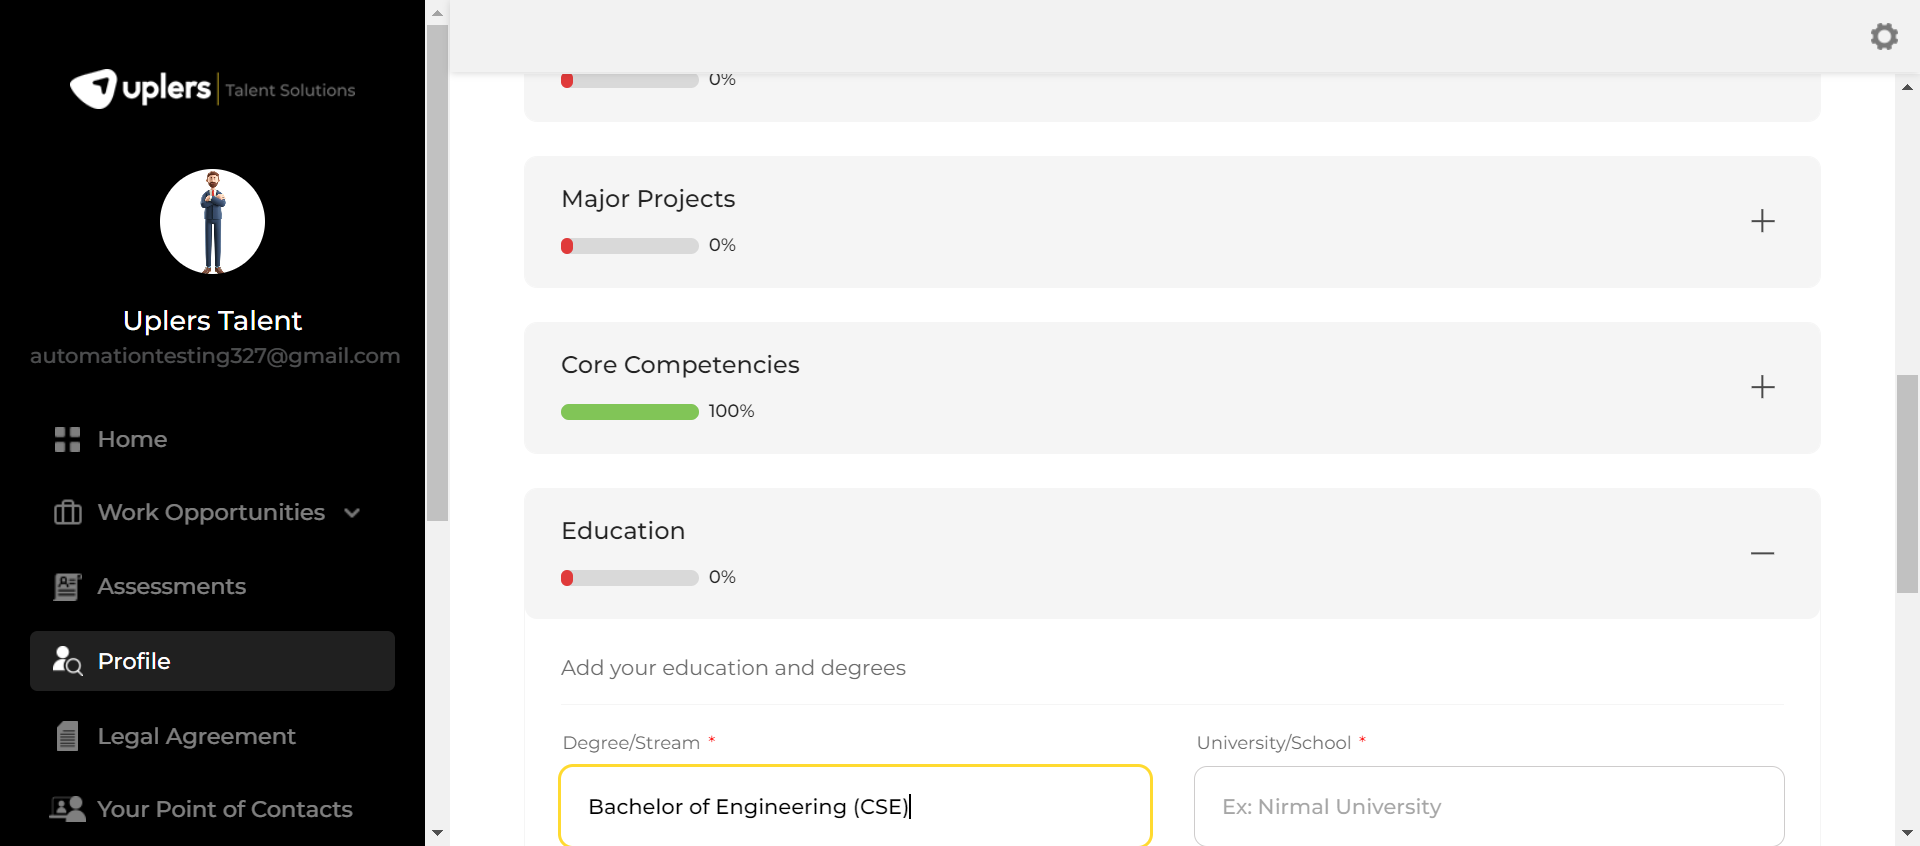 uplers Talent Solutions
Uplers Talent
automationtesting327@gmail.com
Home
Work Opportunities
Assessments
Profile
Legal Agreement
Your Point of Contacts
0%
Major Projects
0%
Core Competencies
100%
Education
0%
Add your education and degrees
Degree/Stream *
Bachelor of Engineering (CSE)
University/School *
Ex: Nirmal University